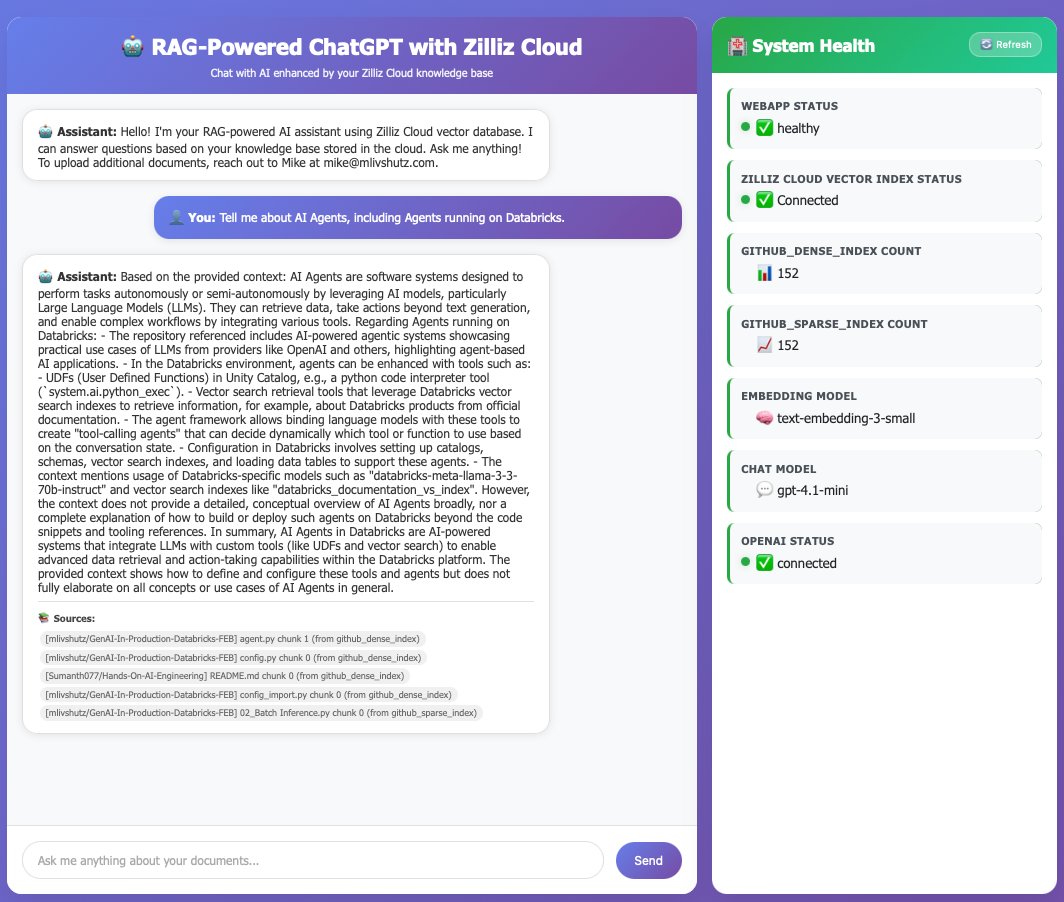 🤖 RAG-Powered ChatGPT with Zilliz Cloud
Chat with AI enhanced by your Zilliz Cloud knowledge base
🤖 Assistant: Hello! I'm your RAG-powered AI assistant using Zilliz Cloud vector database. I
can answer questions based on your knowledge base stored in the cloud. Ask me anything!
To upload additional documents, reach out to Mike at mike@mlivshutz.com.
👤 You: Tell me about AI Agents, including Agents running on Databricks.
🤖 Assistant: Based on the provided context: AI Agents are software systems designed to
perform tasks autonomously or semi-autonomously by leveraging AI models, particularly
Large Language Models (LLMs). They can retrieve data, take actions beyond text generation,
and enable complex workflows by integrating various tools. Regarding Agents running on
Databricks: - The repository referenced includes AI-powered agentic systems showcasing
practical use cases of LLMs from providers like OpenAI and others, highlighting agent-based
AI applications. - In the Databricks environment, agents can be enhanced with tools such as:
- UDFs (User Defined Functions) in Unity Catalog, e.g., a python code interpreter tool
(`system.ai.python_exec`). - Vector search retrieval tools that leverage Databricks vector
search indexes to retrieve information, for example, about Databricks products from official
documentation. - The agent framework allows binding language models with these tools to
create "tool-calling agents" that can decide dynamically which tool or function to use based
on the conversation state. - Configuration in Databricks involves setting up catalogs,
schemas, vector search indexes, and loading data tables to support these agents. - The
context mentions usage of Databricks-specific models such as "databricks-meta-llama-3-3-
70b-instruct" and vector search indexes like "databricks_documentation_vs_index". However,
the context does not provide a detailed, conceptual overview of AI Agents broadly, nor a
complete explanation of how to build or deploy such agents on Databricks beyond the code
snippets and tooling references. In summary, AI Agents in Databricks are AI-powered
systems that integrate LLMs with custom tools (like UDFs and vector search) to enable
advanced data retrieval and action-taking capabilities within the Databricks platform. The
provided context shows how to define and configure these tools and agents but does not
fully elaborate on all concepts or use cases of AI Agents in general.
📚 Sources:
[mlivshutz/GenAI-In-Production-Databricks-FEB] agent.py chunk 1 (from github_dense_index)
[mlivshutz/GenAI-In-Production-Databricks-FEB] config.py chunk 0 (from github_dense_index)
[Sumanth077/Hands-On-AI-Engineering] README.md chunk 0 (from github_dense_index)
[mlivshutz/GenAI-In-Production-Databricks-FEB] config_import.py chunk 0 (from github_dense_index)
[mlivshutz/GenAI-In-Production-Databricks-FEB] 02_Batch Inference.py chunk 0 (from github_sparse_index)
Ask me anything about your documents...
Send
🏥 System Health
🔄 Refresh
WEBAPP STATUS
✅ healthy
ZILLIZ CLOUD VECTOR INDEX STATUS
✅ Connected
GITHUB_DENSE_INDEX COUNT
📊 152
GITHUB_SPARSE_INDEX COUNT
📈 152
EMBEDDING MODEL
🧠 text-embedding-3-small
CHAT MODEL
💬 gpt-4.1-mini
OPENAI STATUS
✅ connected